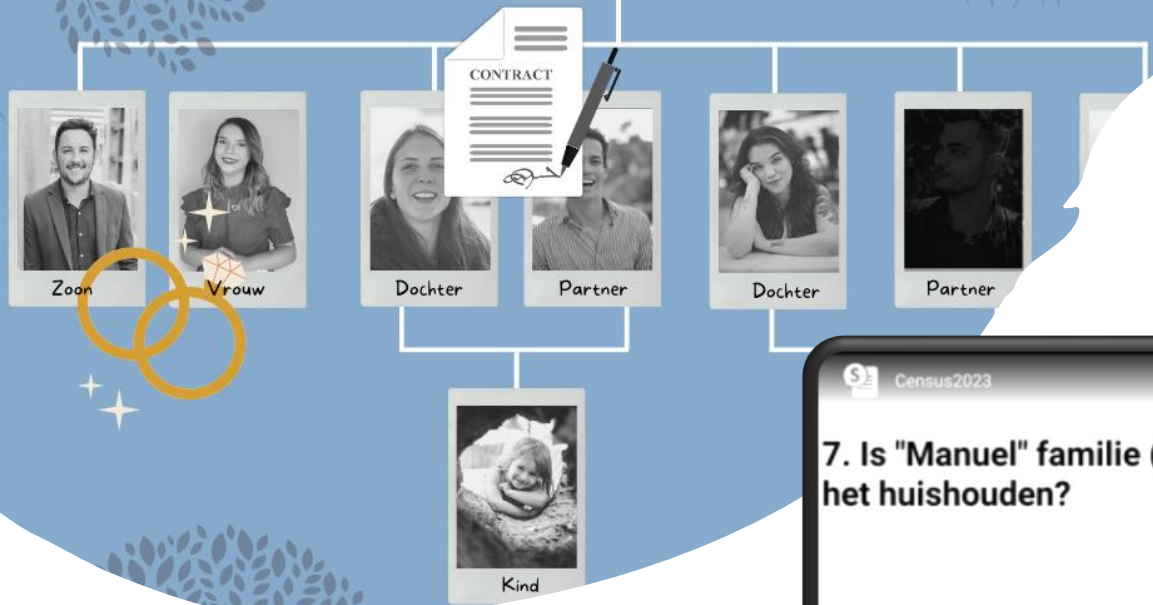 CONTRACT
Zoon
Vrouw
Dochter
Partner
Dochter
Partner
Kind
S
Census2023
7. Is "Manuel" familie (
het huishouden?